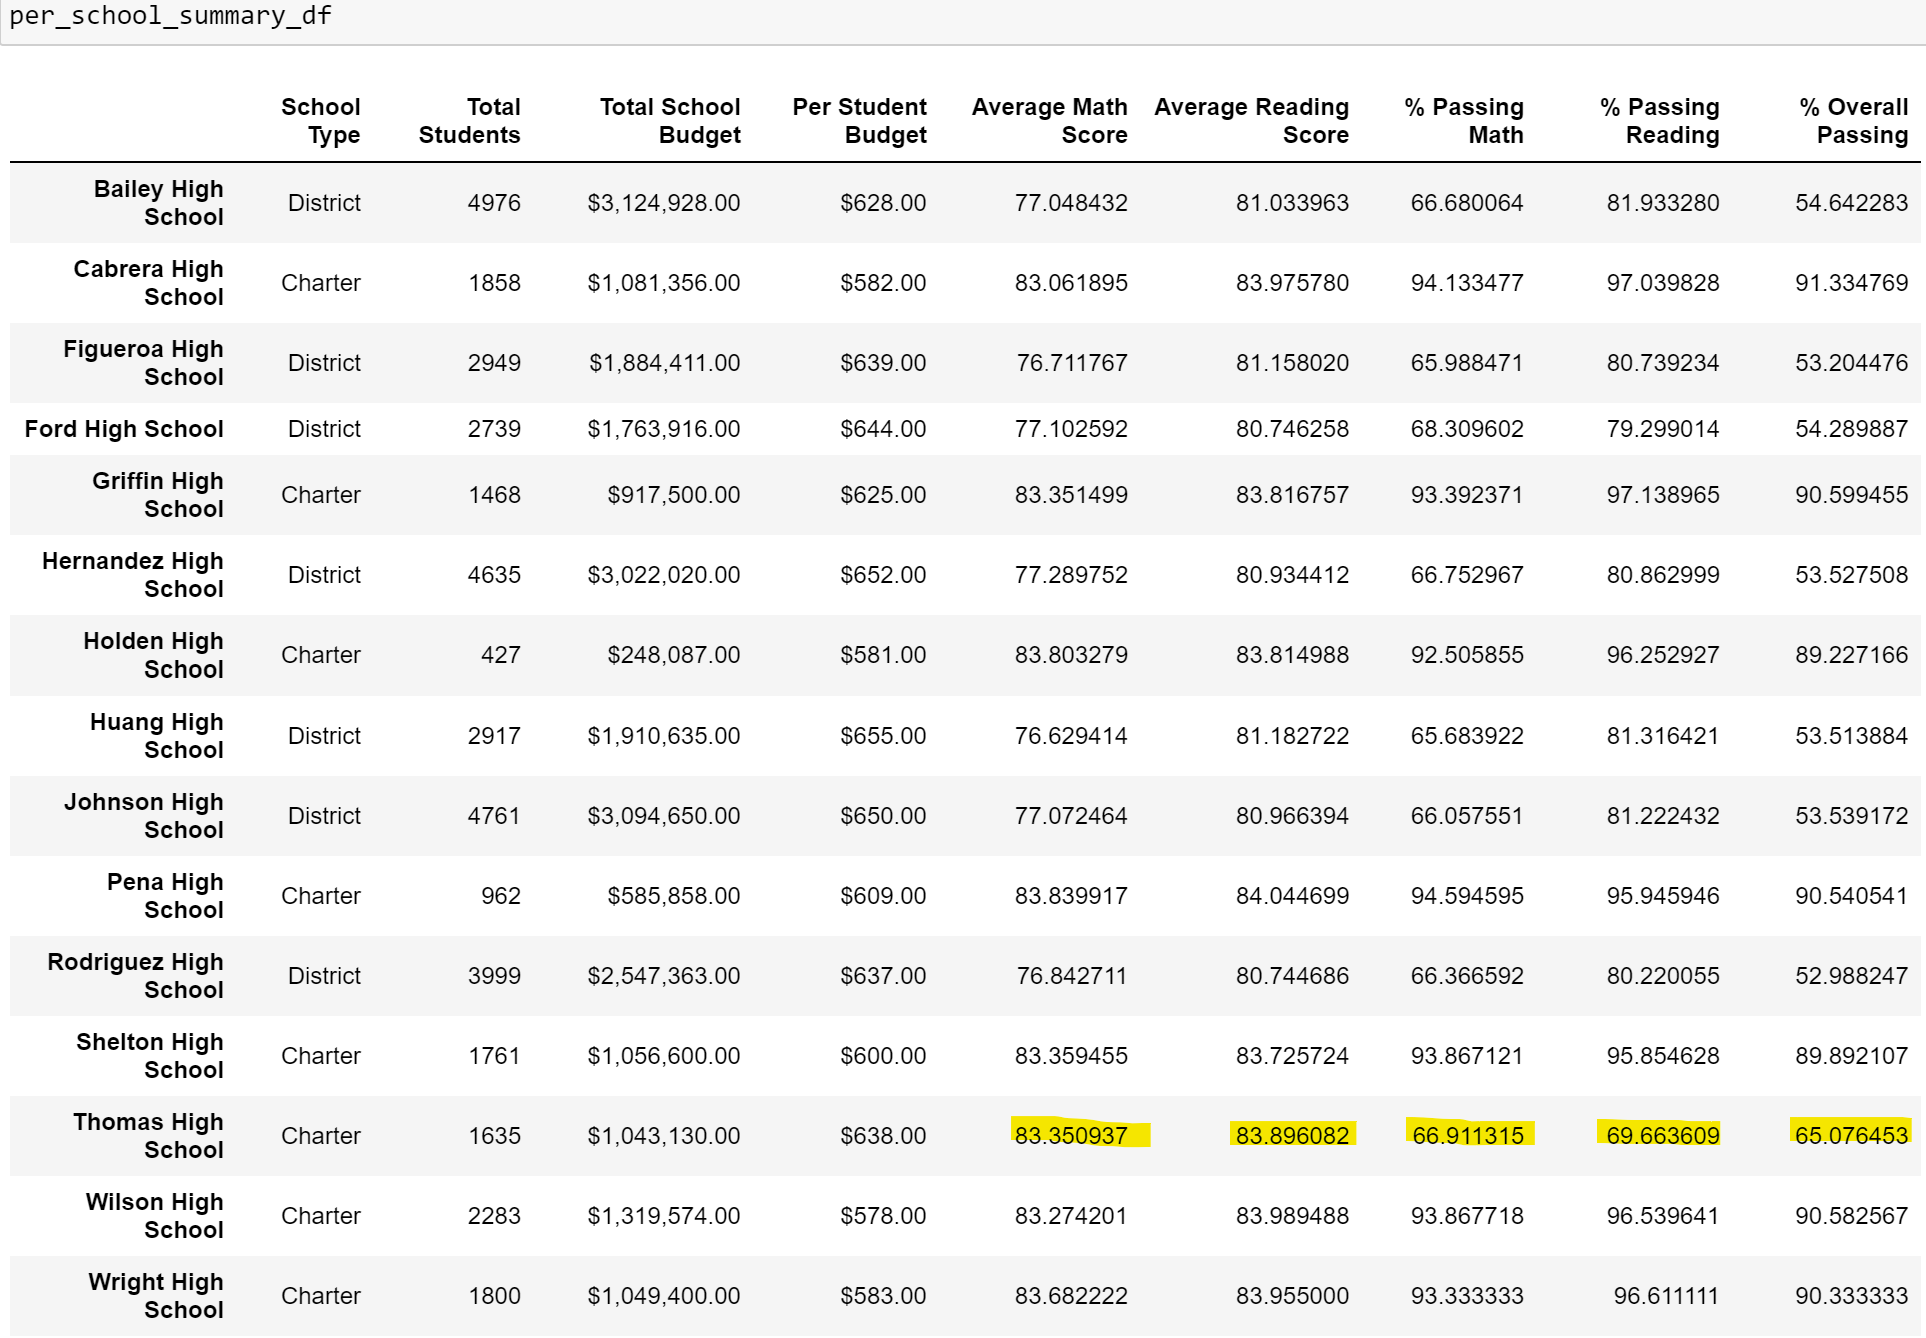 per_school_summary_df
School Type Total Students Total School Budget Per Student Budget Average Math Score Average Reading Score % Passing Math % Passing Reading % Overall Passing
Bailey High School District 4976 $3,124,928.00 $628.00 77.048432 81.033963 66.680064 81.933280 54.642283
Cabrera High School Charter 1858 $1,081,356.00 $582.00 83.061895 83.975780 94.133477 97.039828 91.334769
Figueroa High School District 2949 $1,884,411.00 $639.00 76.711767 81.158020 65.988471 80.739234 53.204476
Ford High School District 2739 $1,763,916.00 $644.00 77.102592 80.746258 68.309602 79.299014 54.289887
Griffin High School Charter 1468 $917,500.00 $625.00 83.351499 83.816757 93.392371 97.138965 90.599455
Hernandez High School District 4635 $3,022,020.00 $652.00 77.289752 80.934412 66.752967 80.862999 53.527508
Holden High School Charter 427 $248,087.00 $581.00 83.803279 83.814988 92.505855 96.252927 89.227166
Huang High School District 2917 $1,910,635.00 $655.00 76.629414 81.182722 65.683922 81.316421 53.513884
Johnson High School District 4761 $3,094,650.00 $650.00 77.072464 80.966394 66.057551 81.222432 53.539172
Pena High School Charter 962 $585,858.00 $609.00 83.839917 84.044699 94.594595 95.945946 90.540541
Rodriguez High School District 3999 $2,547,363.00 $637.00 76.842711 80.744686 66.366592 80.220055 52.988247
Shelton High School Charter 1761 $1,056,600.00 $600.00 83.359455 83.725724 93.867121 95.854628 89.892107
Thomas High School Charter 1635 $1,043,130.00 $638.00 83.350937 83.896082 66.911315 69.663609 65.076453
Wilson High School Charter 2283 $1,319,574.00 $578.00 83.274201 83.989488 93.867718 96.539641 90.582567
Wright High School Charter 1800 $1,049,400.00 $583.00 83.682222 83.955000 93.333333 96.611111 90.333333